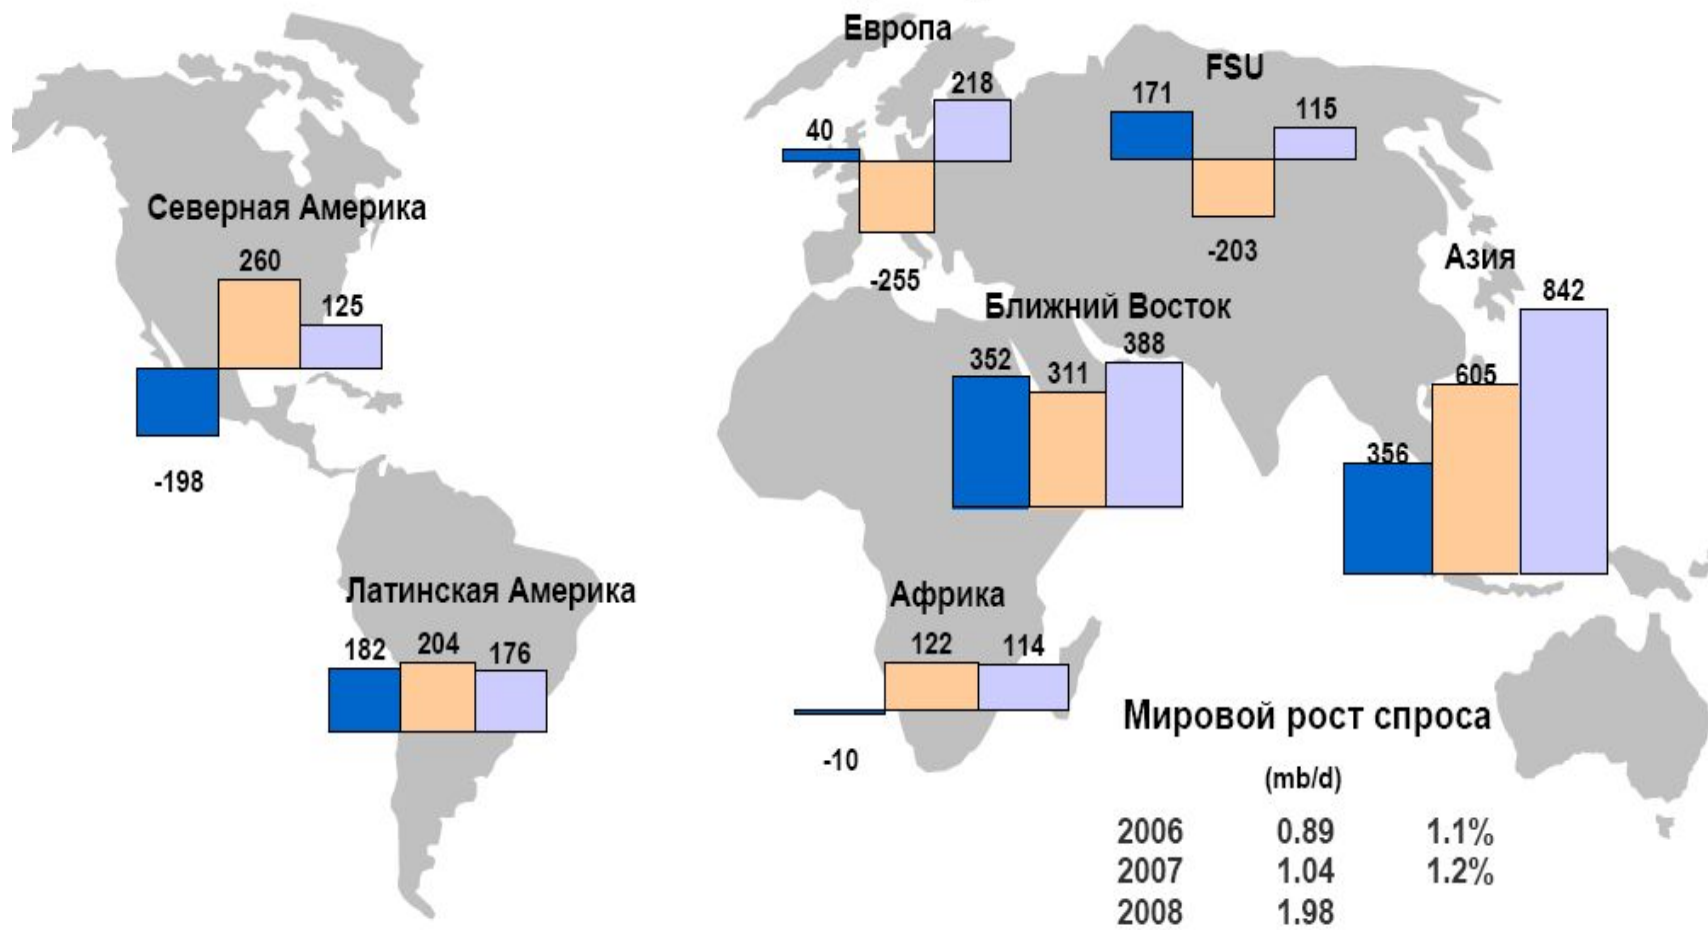 Европа
40
218
-255
FSU
171
115
-203
Северная Америка
260
125
-198
Азия
842
605
356
Ближний Восток
352
311
388
Латинская Америка
182
204
176
Африка
122
114
-10
Мировой рост спроса
(mb/d)
2006 0.89 1.1%
2007 1.04 1.2%
2008 1.98